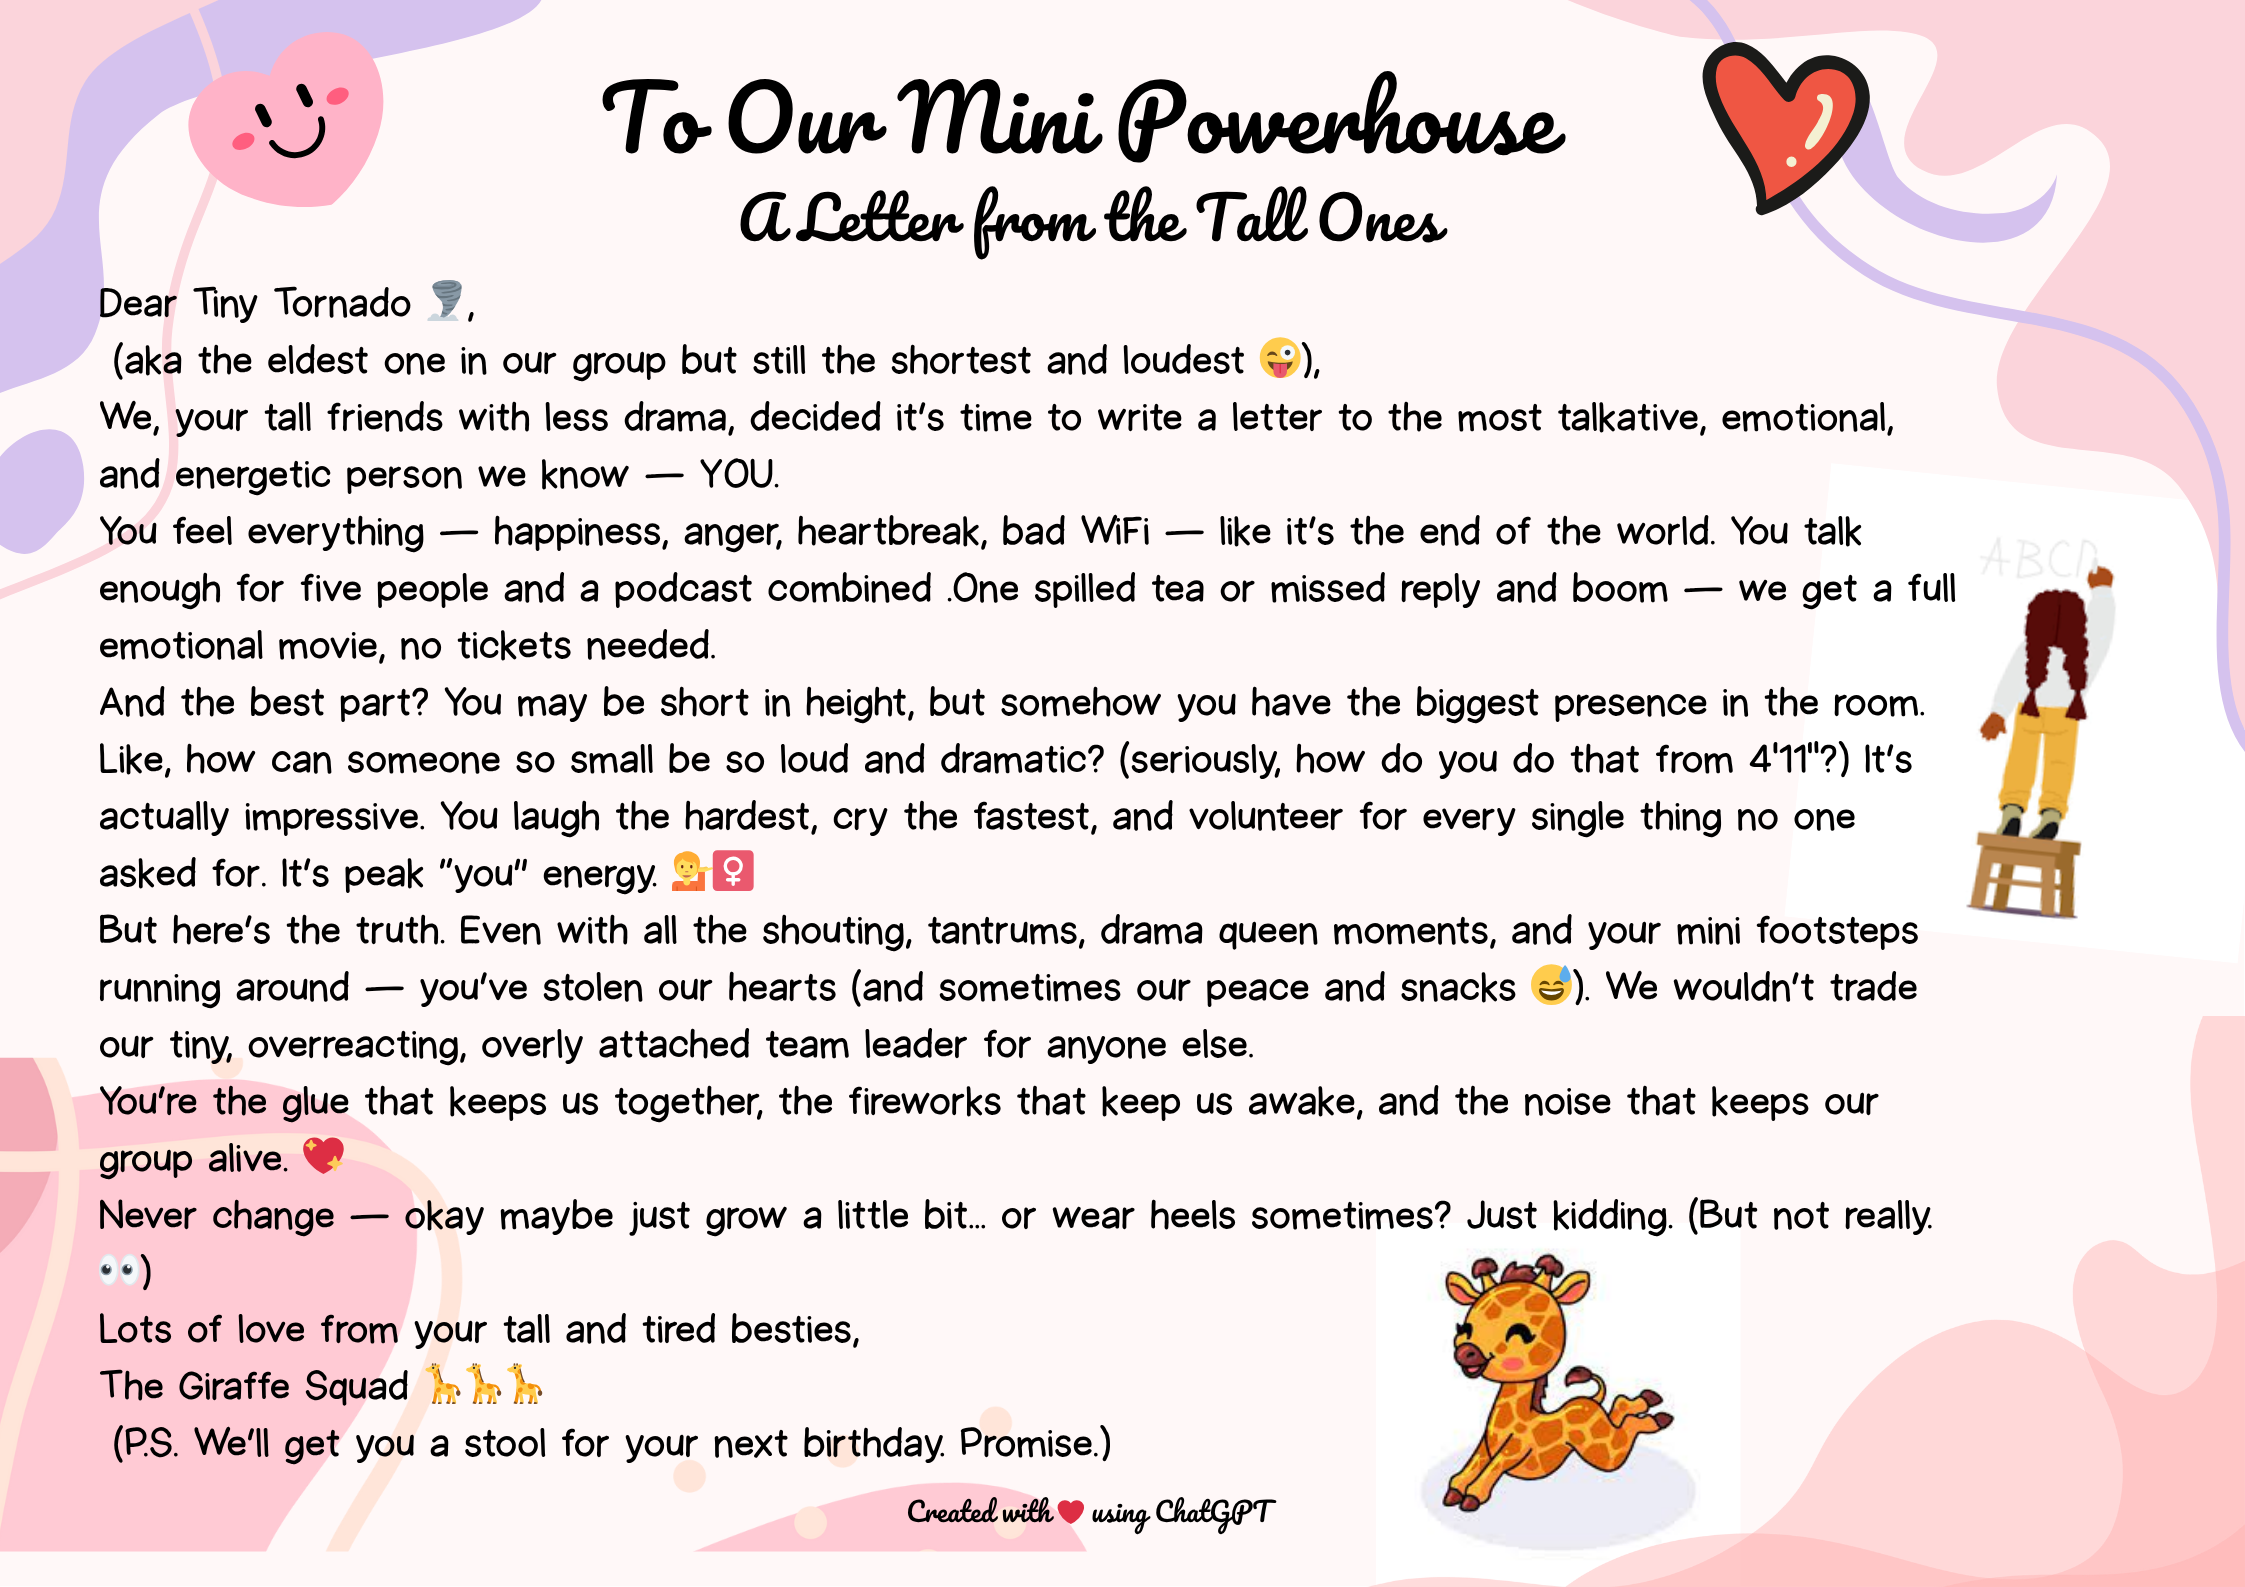 To Our Mini Powerhouse
A Letter from the Tall Ones
Dear Tiny Tornado 🌪️,
(aka the eldest one in our group but still the shortest and loudest 😜),
We, your tall friends with less drama, decided it's time to write a letter to the most talkative, emotional,
and energetic person we know — YOU.
You feel everything — happiness, anger, heartbreak, bad WiFi — like it's the end of the world. You talk
enough for five people and a podcast combined .One spilled tea or missed reply and boom — we get a full
emotional movie, no tickets needed.
And the best part? You may be short in height, but somehow you have the biggest presence in the room.
Like, how can someone so small be so loud and dramatic? (seriously, how do you do that from 4'11"?) It's
actually impressive. You laugh the hardest, cry the fastest, and volunteer for every single thing no one
asked for. It's peak "you" energy. 💁♀
But here's the truth. Even with all the shouting, tantrums, drama queen moments, and your mini footsteps
running around — you've stolen our hearts (and sometimes our peace and snacks 😅). We wouldn't trade
our tiny, overreacting, overly attached team leader for anyone else.
You're the glue that keeps us together, the fireworks that keep us awake, and the noise that keeps our
group alive. 💖
Never change — okay maybe just grow a little bit... or wear heels sometimes? Just kidding. (But not really.
👀)
Lots of love from your tall and tired besties,
The Giraffe Squad 🦒🦒🦒
(P.S. We'll get you a stool for your next birthday. Promise.)
Created with ❤️ using ChatGPT
ABCD